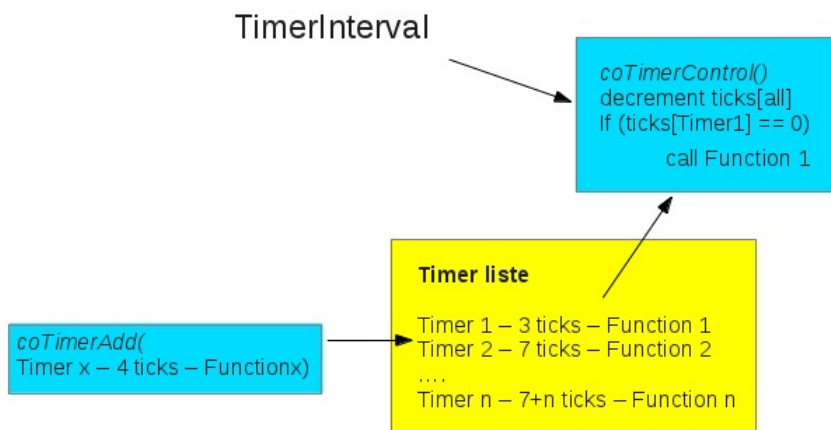 TimerInterval
coTimerControl()
decrement ticks[all]
If (ticks[Timer1] == 0)
call Function 1
Timer liste
Timer 1 – 3 ticks – Function 1
Timer 2 – 7 ticks – Function 2
....
Timer n – 7+n ticks – Function n
coTimerAdd(
Timer x – 4 ticks – Functionx)